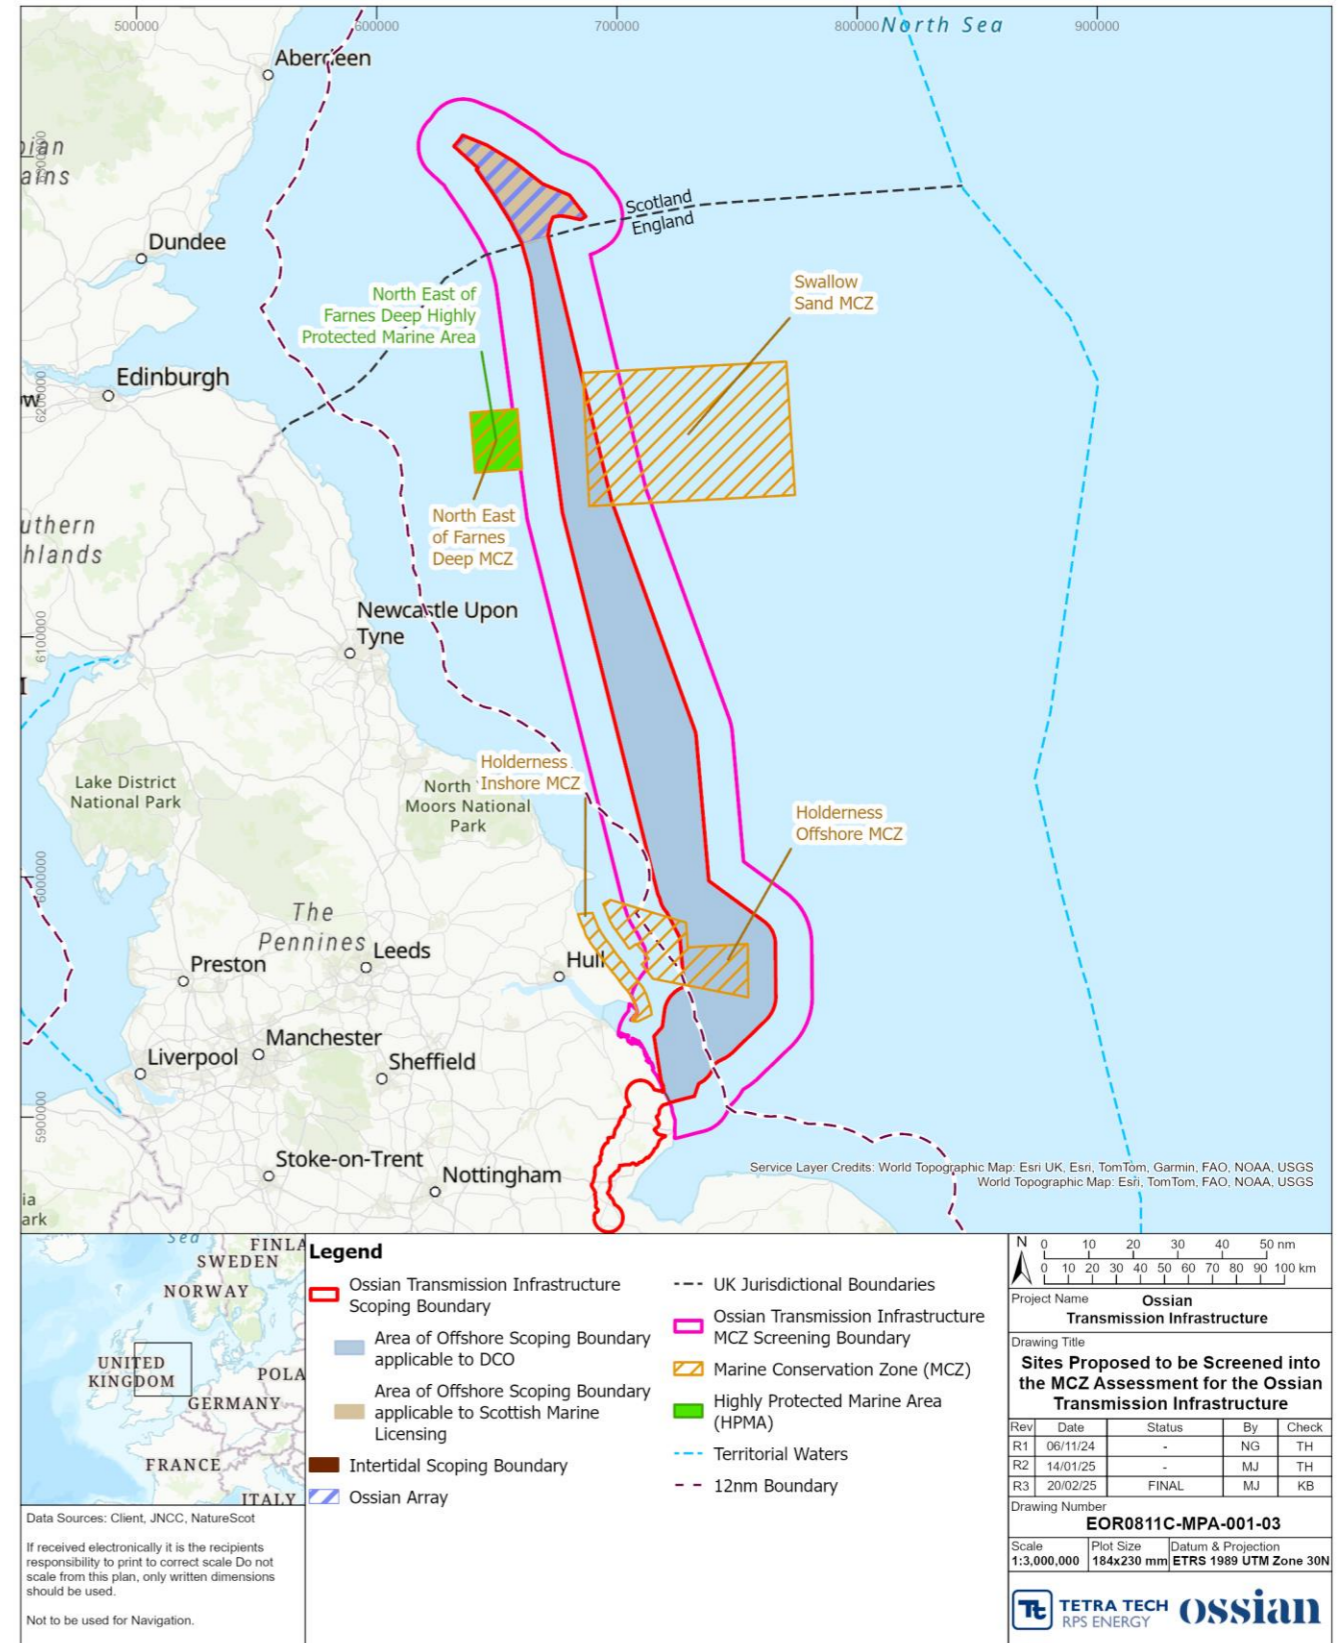 500000
600000
700000
800000
North Sea
900000
Aberdeen
6300000
Dundee
Scotland
England
North East of
Farnes Deep Highly
Protected Marine Area
Swallow
Sand MCZ
Edinburgh
6200000
North East
of Farnes
Deep MCZ
uthern
hlands
Newcastle Upon
Tyne
6100000
Lake District
National Park
North
Moors National
Park
Holderness
Inshore MCZ
Holderness
Offshore MCZ
6000000
The
Pennines
Leeds
Preston
Hull
Manchester
Liverpool
Sheffield
5900000
Stoke-on-Trent
Nottingham
Service Layer Credits: World Topographic Map: Esri UK, Esri, TomTom, Garmin, FAO, NOAA, USGS
World Topographic Map: Esri, TomTom, FAO, NOAA, USGS
Sea
FINLA
SWEDEN
NORWAY
UNITED
KINGDOM
POLA
GERMANY
FRANCE
ITALY
Data Sources: Client, JNCC, NatureScot
If received electronically it is the recipients
responsibility to print to correct scale Do not
scale from this plan, only written dimensions
should be used.
Not to be used for Navigation.
Legend
Ossian Transmission Infrastructure
Scoping Boundary
Area of Offshore Scoping Boundary
applicable to DCO
Area of Offshore Scoping Boundary
applicable to Scottish Marine
Licensing
Intertidal Scoping Boundary
Ossian Array
UK Jurisdictional Boundaries
Ossian Transmission Infrastructure
MCZ Screening Boundary
Marine Conservation Zone (MCZ)
Highly Protected Marine Area
(HPMA)
Territorial Waters
12nm Boundary
N
0 10 20 30 40 50 nm
0 10 20 30 40 50 60 70 80 90 100 km
Project Name
Ossian
Transmission Infrastructure
Drawing Title
Sites Proposed to be Screened into
the MCZ Assessment for the Ossian
Transmission Infrastructure
Rev Date Status By Check
R1 06/11/24 - NG TH
R2 14/01/25 - MJ TH
R3 20/02/25 FINAL MJ KB
Drawing Number
EOR0811C-MPA-001-03
Scale Plot Size Datum & Projection
1:3,000,000 184x230 mm ETRS 1989 UTM Zone 30N
Tt TETRA TECH
RPS ENERGY
ossian